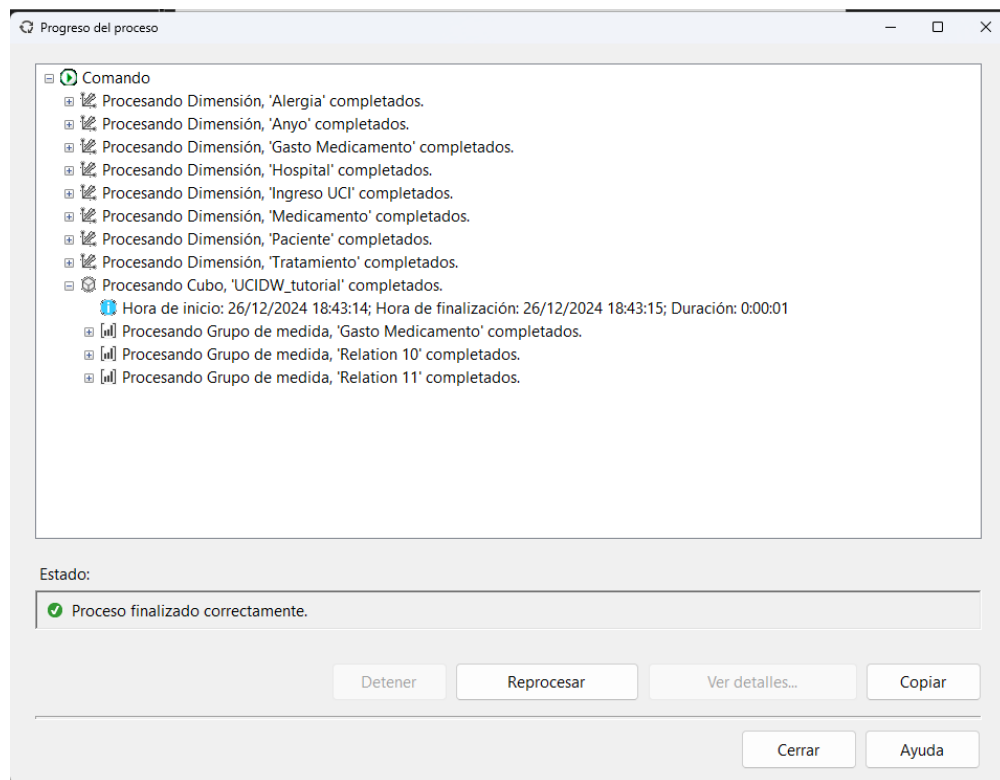 Progreso del proceso
Comando
Procesando Dimensión, 'Alergia' completados.
Procesando Dimensión, 'Anyo' completados.
Procesando Dimensión, 'Gasto Medicamento' completados.
Procesando Dimensión, 'Hospital' completados.
Procesando Dimensión, 'Ingreso UCI' completados.
Procesando Dimensión, 'Medicamento' completados.
Procesando Dimensión, 'Paciente' completados.
Procesando Dimensión, 'Tratamiento' completados.
Procesando Cubo, 'UCIDW_tutorial' completados.
Hora de inicio: 26/12/2024 18:43:14; Hora de finalización: 26/12/2024 18:43:15; Duración: 0:00:01
Procesando Grupo de medida, 'Gasto Medicamento' completados.
Procesando Grupo de medida, 'Relation 10' completados.
Procesando Grupo de medida, 'Relation 11' completados.
Estado:
Proceso finalizado correctamente.
Detener Reprocesar Ver detalles... Copiar
Cerrar Ayuda